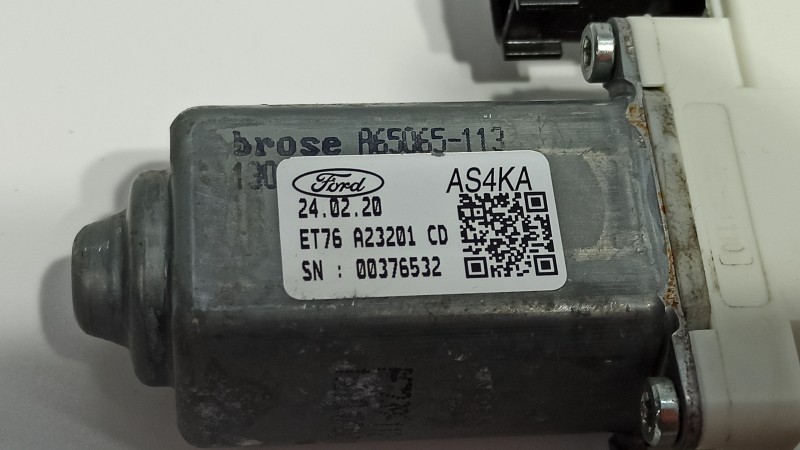 brose A65065-113
Ford AS4KA
24.02.20
ET76 A23201 CD
SN : 00376532